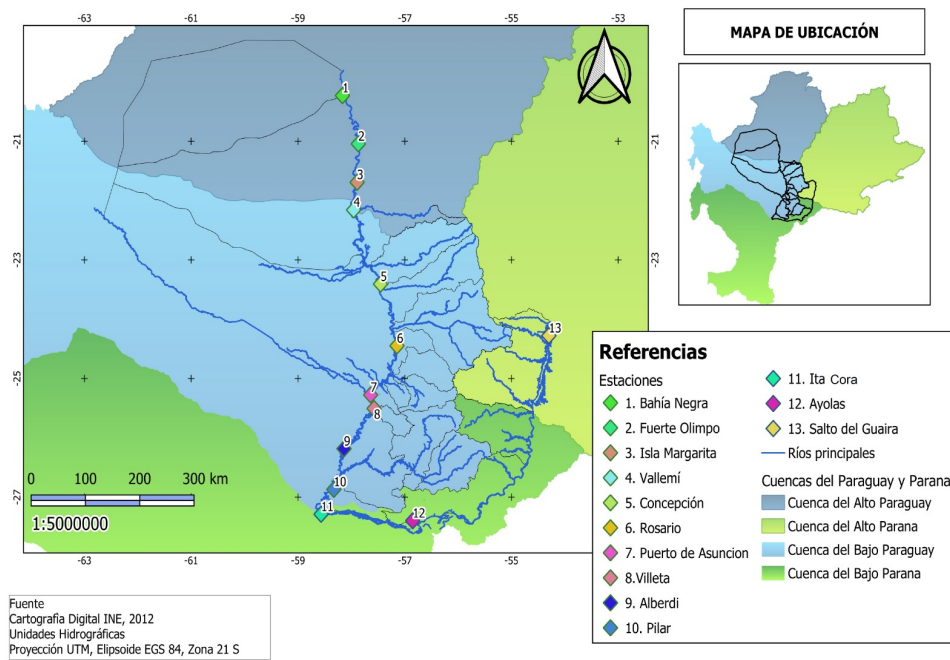 -63
-61
-59
-57
-55
-53
MAPA DE UBICACIÓN
1
2
-21
-21
3
4
-23
-23
5
6
13
-25
-25
7
8
9
10
-27
11
12
0 100 200 300 km
1:5000000
-63
-61
-59
-57
-55
Referencias
Estaciones
1. Bahía Negra
2. Fuerte Olimpo
3. Isla Margarita
4. Vallemí
5. Concepción
6. Rosario
7. Puerto de Asuncion
8.Villeta
9. Alberdi
10. Pilar
11. Ita Cora
12. Ayolas
13. Salto del Guaira
Ríos principales
Cuencas del Paraguay y Parana
Cuenca del Alto Paraguay
Cuenca del Alto Parana
Cuenca del Bajo Paraguay
Cuenca del Bajo Parana
Fuente
Cartografía Digital INE, 2012
Unidades Hidrográficas
Proyección UTM, Elipsoide EGS 84, Zona 21 S